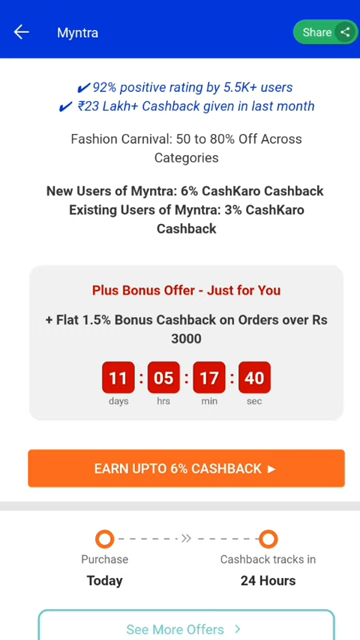 Myntra
Share
✔92% positive rating by 5.5K+ users
✔ ₹23 Lakh+ Cashback given in last month
Fashion Carnival: 50 to 80% Off Across
Categories
New Users of Myntra: 6% CashKaro Cashback
Existing Users of Myntra: 3% CashKaro
Cashback
Plus Bonus Offer - Just for You
+ Flat 1.5% Bonus Cashback on Orders over Rs
3000
11 : 05 : 17 : 40
days hrs min sec
EARN UPTO 6% CASHBACK ►
Purchase Cashback tracks in
Today 24 Hours
See More Offers >